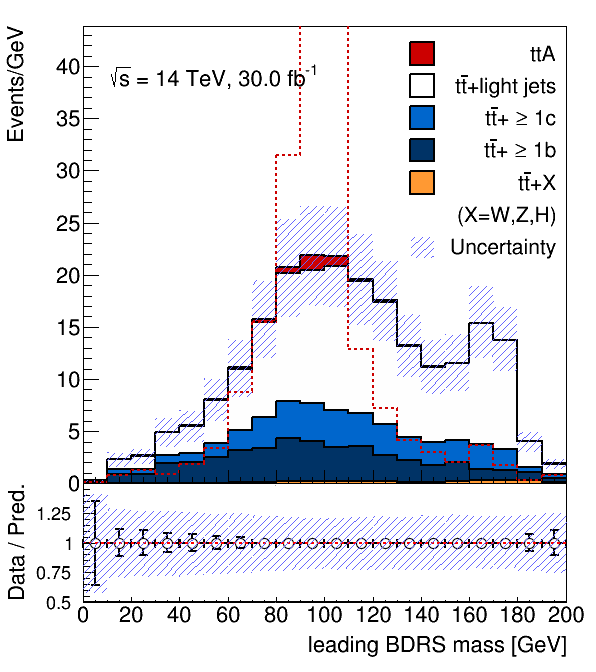 Events/GeV
40
35
30
25
20
15
10
5
0
√s = 14 TeV, 30.0 fb⁻¹
ttA
tt̄+light jets
tt̄+ ≥ 1c
tt̄+ ≥ 1b
tt̄+X
(X=W,Z,H)
Uncertainty
Data / Pred.
1.25
1
0.75
0.5
0 20 40 60 80 100 120 140 160 180 200
leading BDRS mass [GeV]